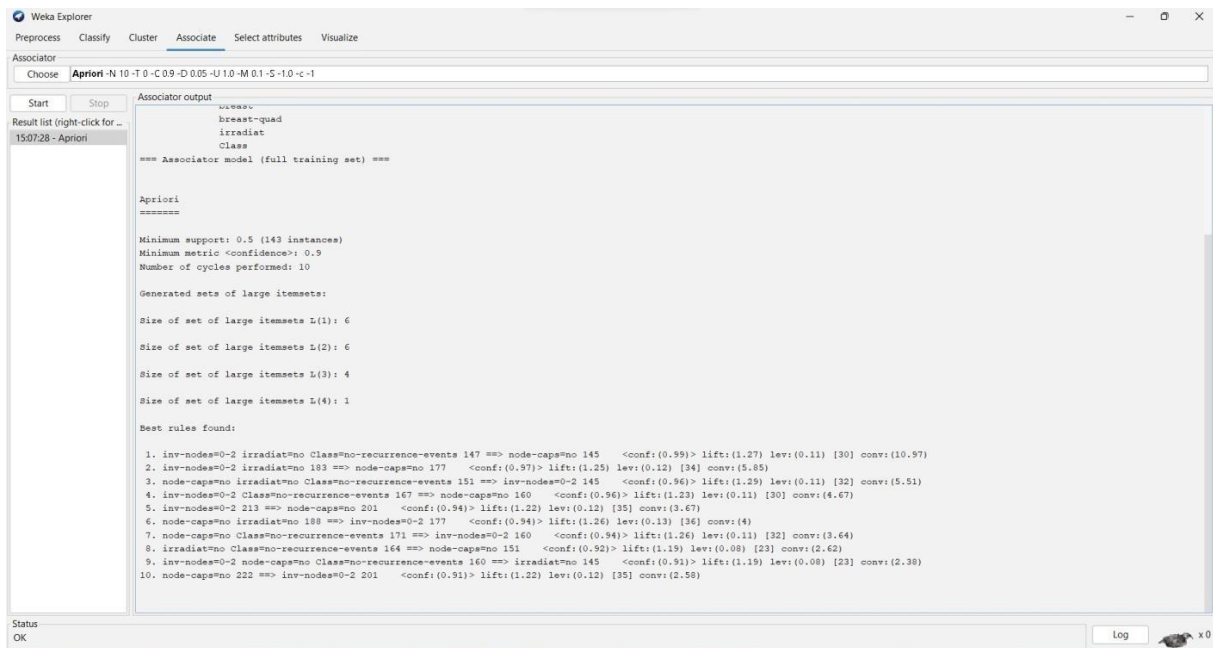 Weka Explorer
Preprocess Classify Cluster Associate Select attributes Visualize
Associator
Choose Apriori -N 10 -T 0 -C 0.9 -D 0.05 -U 1.0 -M 0.1 -S -1.0 -c -1
Start Stop
Associator output
Result list (right-click for ...
15:07:28 - Apriori
breast
breast-quad
irradiat
Class
=== Associator model (full training set) ===
Apriori
=======
Minimum support: 0.5 (143 instances)
Minimum metric <confidence>: 0.9
Number of cycles performed: 10
Generated sets of large itemsets:
Size of set of large itemsets L(1): 6
Size of set of large itemsets L(2): 6
Size of set of large itemsets L(3): 4
Size of set of large itemsets L(4): 1
Best rules found:
1. inv-nodes=0-2 irradiat=no Class=no-recurrence-events 147 ==> node-caps=no 145 <conf:(0.99)> lift:(1.27) lev:(0.11) [30] conv:(10.97)
2. inv-nodes=0-2 irradiat=no 183 ==> node-caps=no 177 <conf:(0.97)> lift:(1.25) lev:(0.12) [34] conv:(5.85)
3. node-caps=no irradiat=no Class=no-recurrence-events 151 ==> inv-nodes=0-2 145 <conf:(0.96)> lift:(1.29) lev:(0.11) [32] conv:(5.51)
4. inv-nodes=0-2 Class=no-recurrence-events 167 ==> node-caps=no 160 <conf:(0.96)> lift:(1.23) lev:(0.11) [30] conv:(4.67)
5. inv-nodes=0-2 213 ==> node-caps=no 201 <conf:(0.94)> lift:(1.22) lev:(0.12) [35] conv:(3.67)
6. node-caps=no irradiat=no 188 ==> inv-nodes=0-2 177 <conf:(0.94)> lift:(1.26) lev:(0.13) [36] conv:(4)
7. node-caps=no Class=no-recurrence-events 171 ==> inv-nodes=0-2 160 <conf:(0.94)> lift:(1.26) lev:(0.11) [32] conv:(3.64)
8. irradiat=no Class=no-recurrence-events 164 ==> node-caps=no 151 <conf:(0.92)> lift:(1.19) lev:(0.08) [23] conv:(2.62)
9. inv-nodes=0-2 node-caps=no Class=no-recurrence-events 160 ==> irradiat=no 145 <conf:(0.91)> lift:(1.19) lev:(0.08) [23] conv:(2.38)
10. node-caps=no 222 ==> inv-nodes=0-2 201 <conf:(0.91)> lift:(1.22) lev:(0.12) [35] conv:(2.58)
Status
OK
Log
x 0